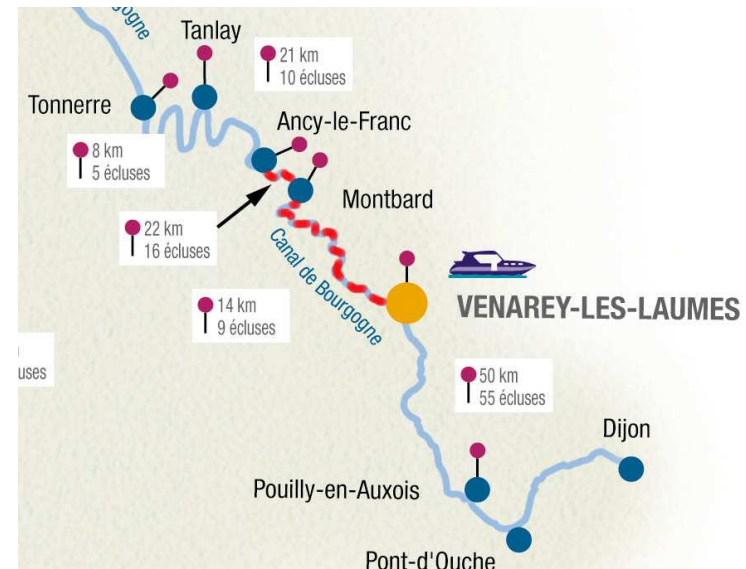 ogogne
Tanlay
21 km
10 écluses
Tonnerre
Ancy-le-Franc
8 km
5 écluses
Montbard
22 km
16 écluses
Canal de Bourgogne
14 km
9 écluses
VENAREY-LES-LAUMES
uses
50 km
55 écluses
Dijon
Pouilly-en-Auxois
Pont-d'Ouche